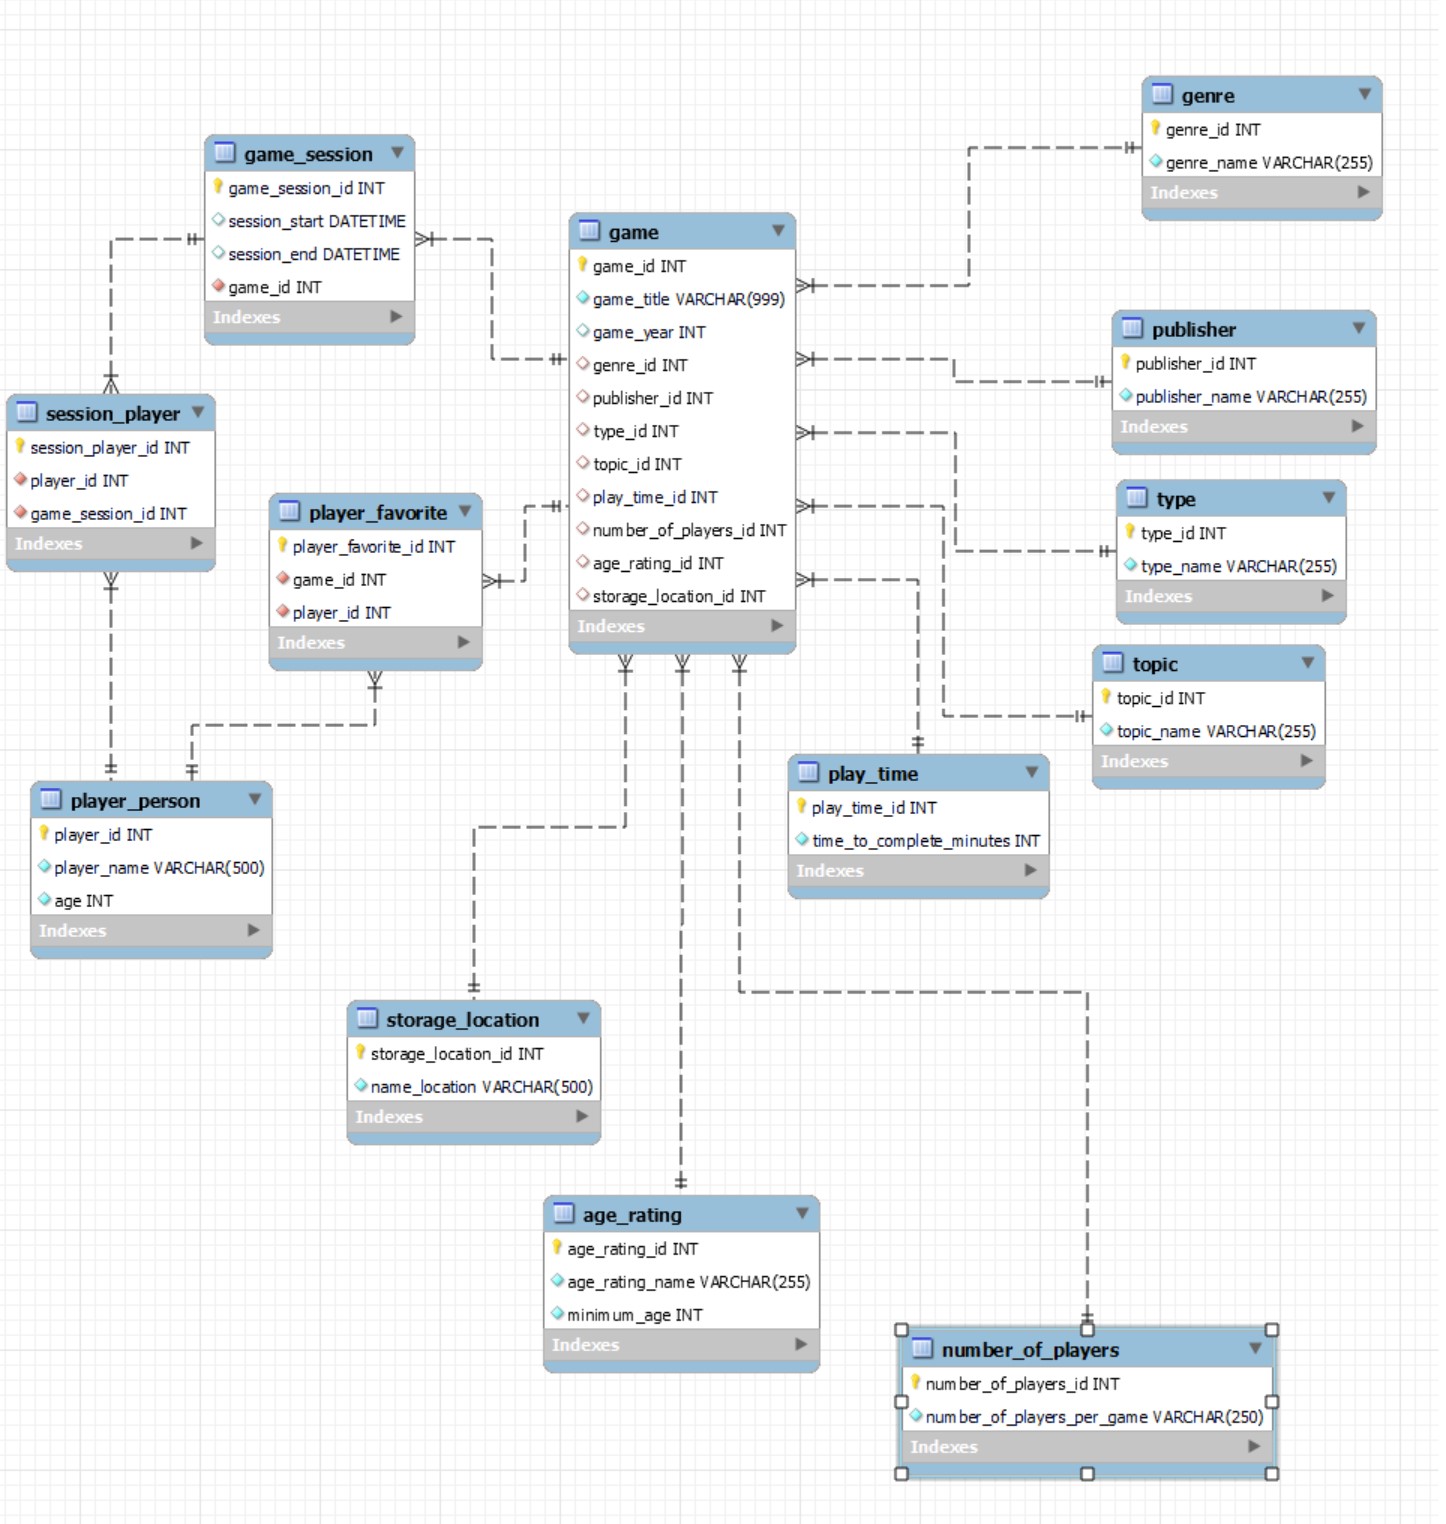 genre
genre_id INT
genre_name VARCHAR(255)
Indexes
game_session
game_session_id INT
session_start DATETIME
session_end DATETIME
game_id INT
Indexes
game
game_id INT
game_title VARCHAR(999)
game_year INT
genre_id INT
publisher_id INT
type_id INT
topic_id INT
play_time_id INT
number_of_players_id INT
age_rating_id INT
storage_location_id INT
Indexes
publisher
publisher_id INT
publisher_name VARCHAR(255)
Indexes
session_player
session_player_id INT
player_id INT
game_session_id INT
Indexes
player_favorite
player_favorite_id INT
game_id INT
player_id INT
Indexes
type
type_id INT
type_name VARCHAR(255)
Indexes
topic
topic_id INT
topic_name VARCHAR(255)
Indexes
play_time
play_time_id INT
time_to_complete_minutes INT
Indexes
player_person
player_id INT
player_name VARCHAR(500)
age INT
Indexes
storage_location
storage_location_id INT
name_location VARCHAR(500)
Indexes
age_rating
age_rating_id INT
age_rating_name VARCHAR(255)
minimum_age INT
Indexes
number_of_players
number_of_players_id INT
number_of_players_per_game VARCHAR(250)
Indexes